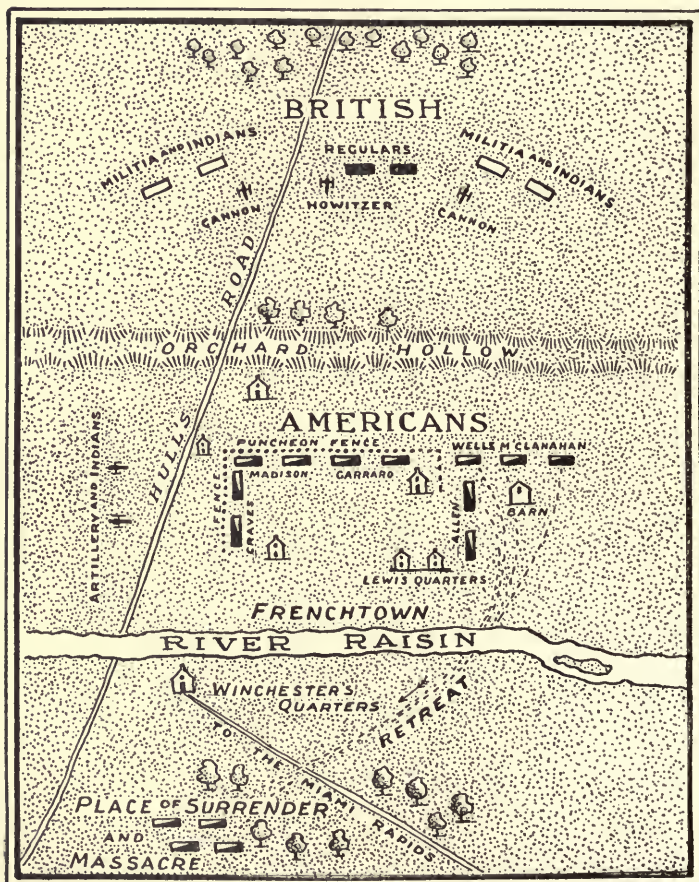 BRITISH
MILITIA AND INDIANS
REGULARS
MILITIA AND INDIANS
CANNON
HOWITZER
CANNON
HULLS ROAD
ORCHARD HOLLOW
AMERICANS
PUNCHEON FENCE
WELLS MCLANAHAN
MADISON
GARRARD
ARTILLERY AND INDIANS
FENCE
GRAVES
ALLEN
BARN
LEWIS QUARTERS
FRENCHTOWN
RIVER RAISIN
WINCHESTER'S
QUARTERS
RETREAT
TO THE MIAMI RAPIDS
PLACE OF SURRENDER
AND
MASSACRE